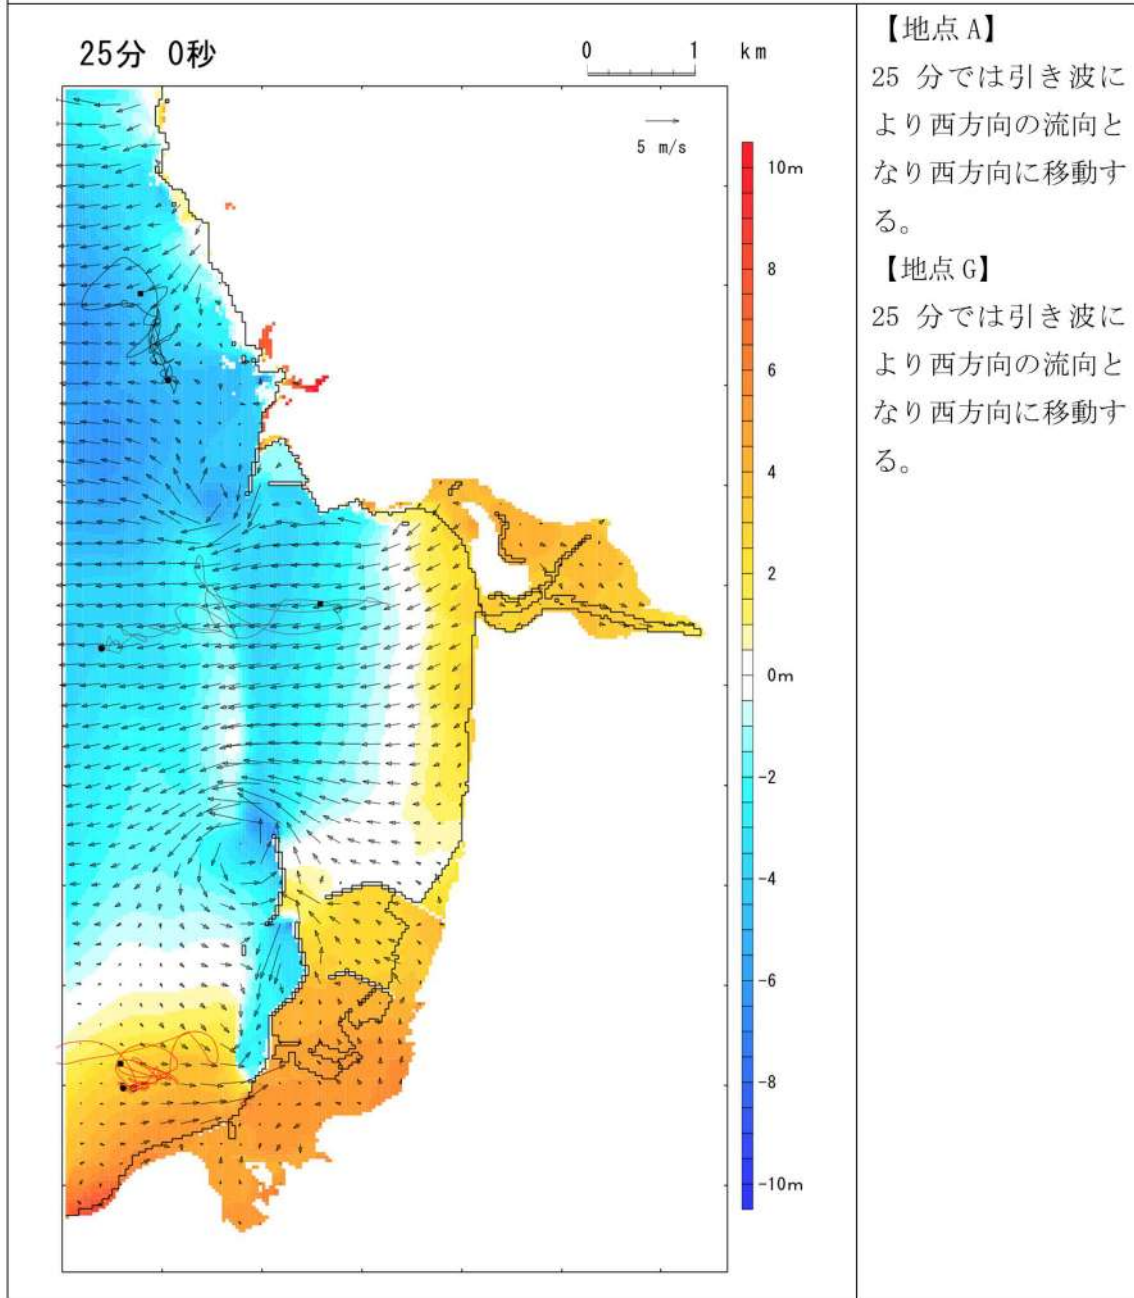 25分 0秒
0 1 km
5 m/s
10m
8
6
4
2
0m
-2
-4
-6
-8
-10m
【地点 A】
25 分では引き波に
より西方向の流向と
なり西方向に移動す
る。
【地点 G】
25 分では引き波に
より西方向の流向と
なり西方向に移動す
る。